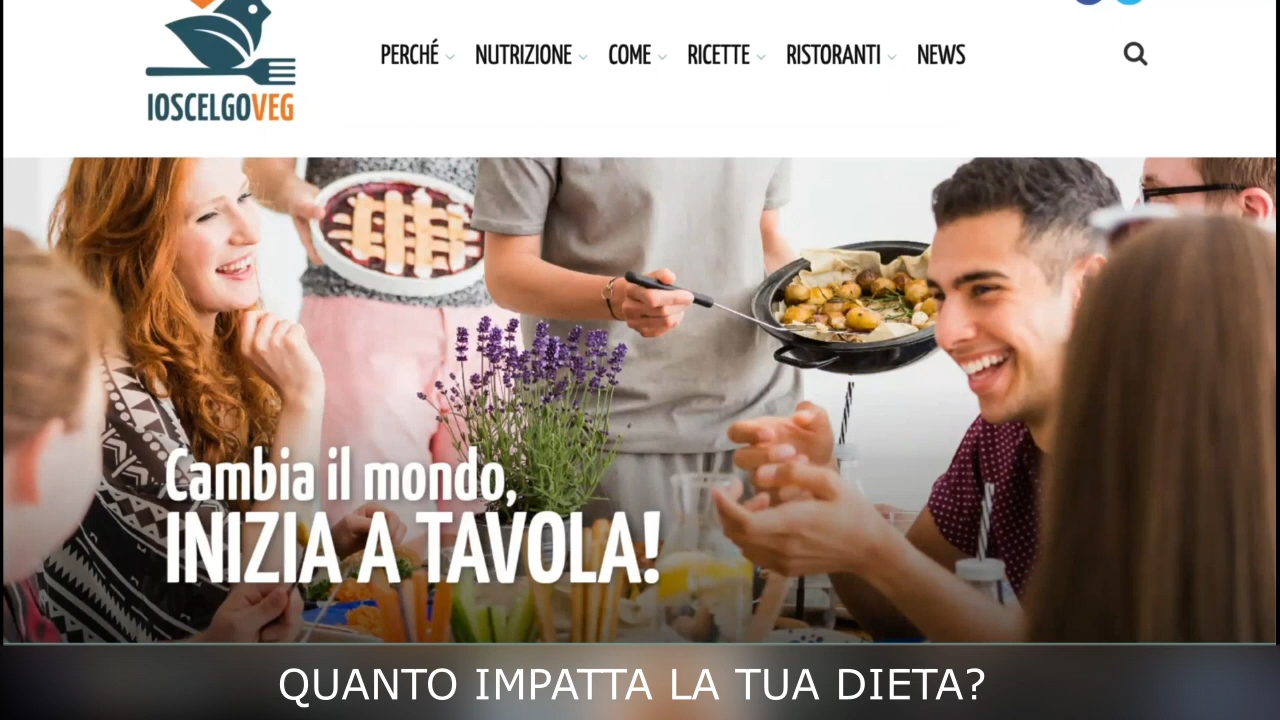 PERCHÉ NUTRIZIONE COME RICETTE RISTORANTI NEWS
IOSCELGOVEG
Cambia il mondo,
INIZIA A TAVOLA!
QUANTO IMPATTA LA TUA DIETA?